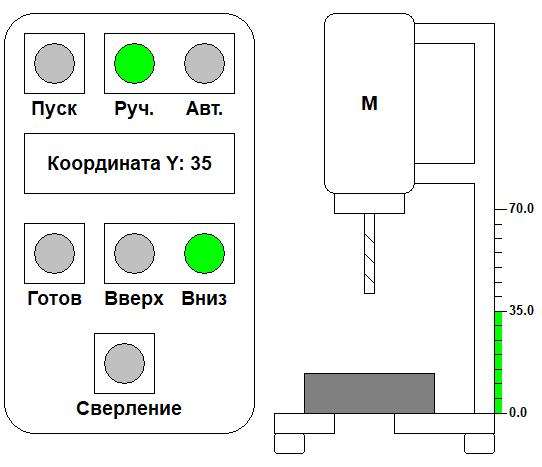 Пуск Руч. Авт.
Координата Y: 35
Готов Вверх Вниз
Сверление
M
70.0
35.0
0.0